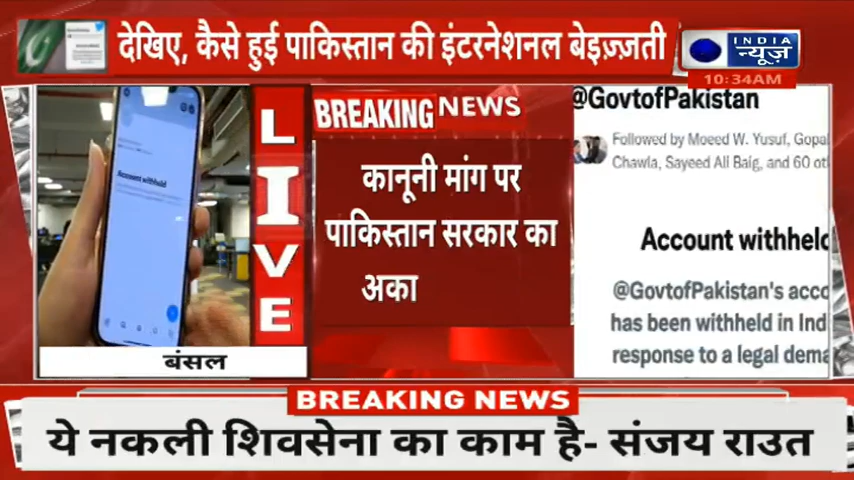 देखिए, कैसे हुई पाकिस्तान की इंटरनेशनल बेइज़्ज़ती
INDIA
न्यूज़
10:34AM
Account withheld
LIVE
बंसल
BREAKING NEWS
कानूनी मांग पर
पाकिस्तान सरकार का
अका
@GovtofPakistan
Followed by Moeed W. Yusuf, Gopal
Chawla, Sayeed Ali Baig, and 60 oth
Account withheld
@GovtofPakistan's acco
has been withheld in Ind
response to a legal dema
BREAKING NEWS
ये नकली शिवसेना का काम है- संजय राउत